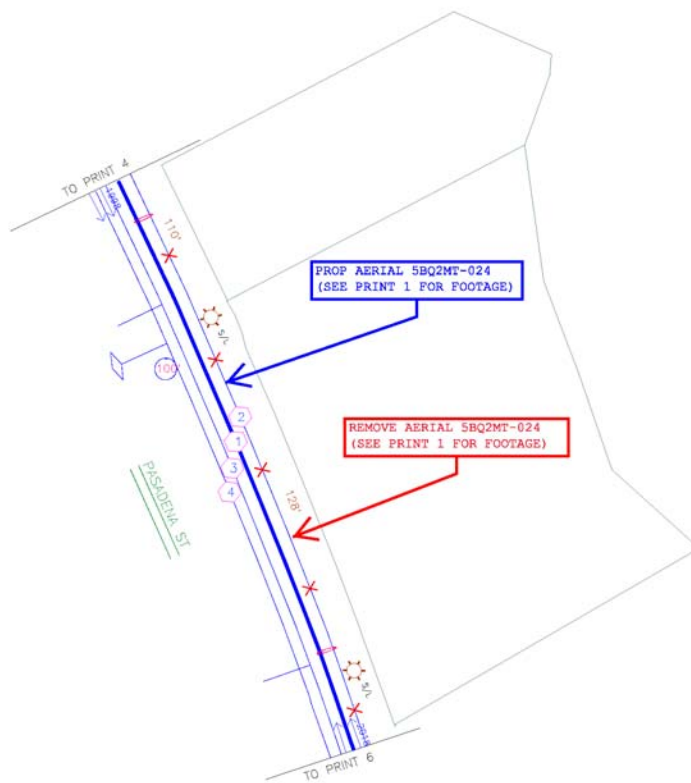 TO PRINT 4
1998
110'
PROP AERIAL 5BQ2MT-024
(SEE PRINT 1 FOR FOOTAGE)
S/L
100'
2
1
3
4
REMOVE AERIAL 5BQ2MT-024
(SEE PRINT 1 FOR FOOTAGE)
128'
PASADENA ST
S/L
TO PRINT 6